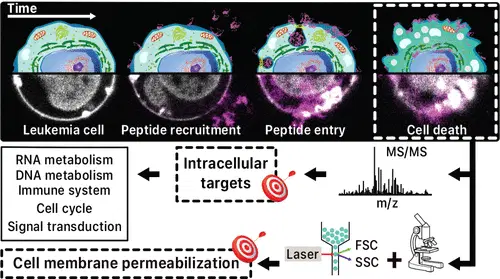 Time
Leukemia cell
Peptide recruitment
Peptide entry
Cell death
RNA metabolism
DNA metabolism
Immune system
Cell cycle
Signal transduction
Intracellular
targets
MS/MS
m/z
Cell membrane permeabilization
Laser
FSC
SSC
+